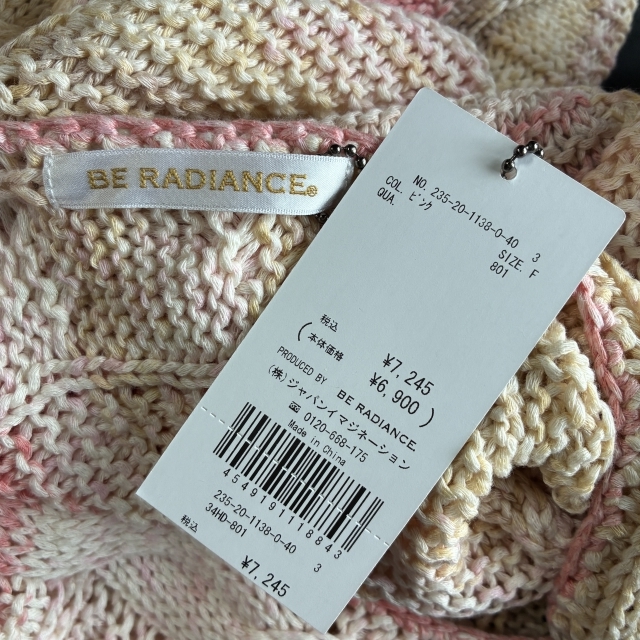 BE RADIANCE®
NO. 235-20-1138-0-40 3
COL. ピンク SIZE F
QUA 801
税込 ¥7,245
(本体価格 ¥6,900)
PRODUCED BY BE RADIANCE
(株)ジャパンイマジネーション
0120-668-175
Made in China
4549191118843
235-20-1138-0-40 3
34HD-801
税込 ¥7,245